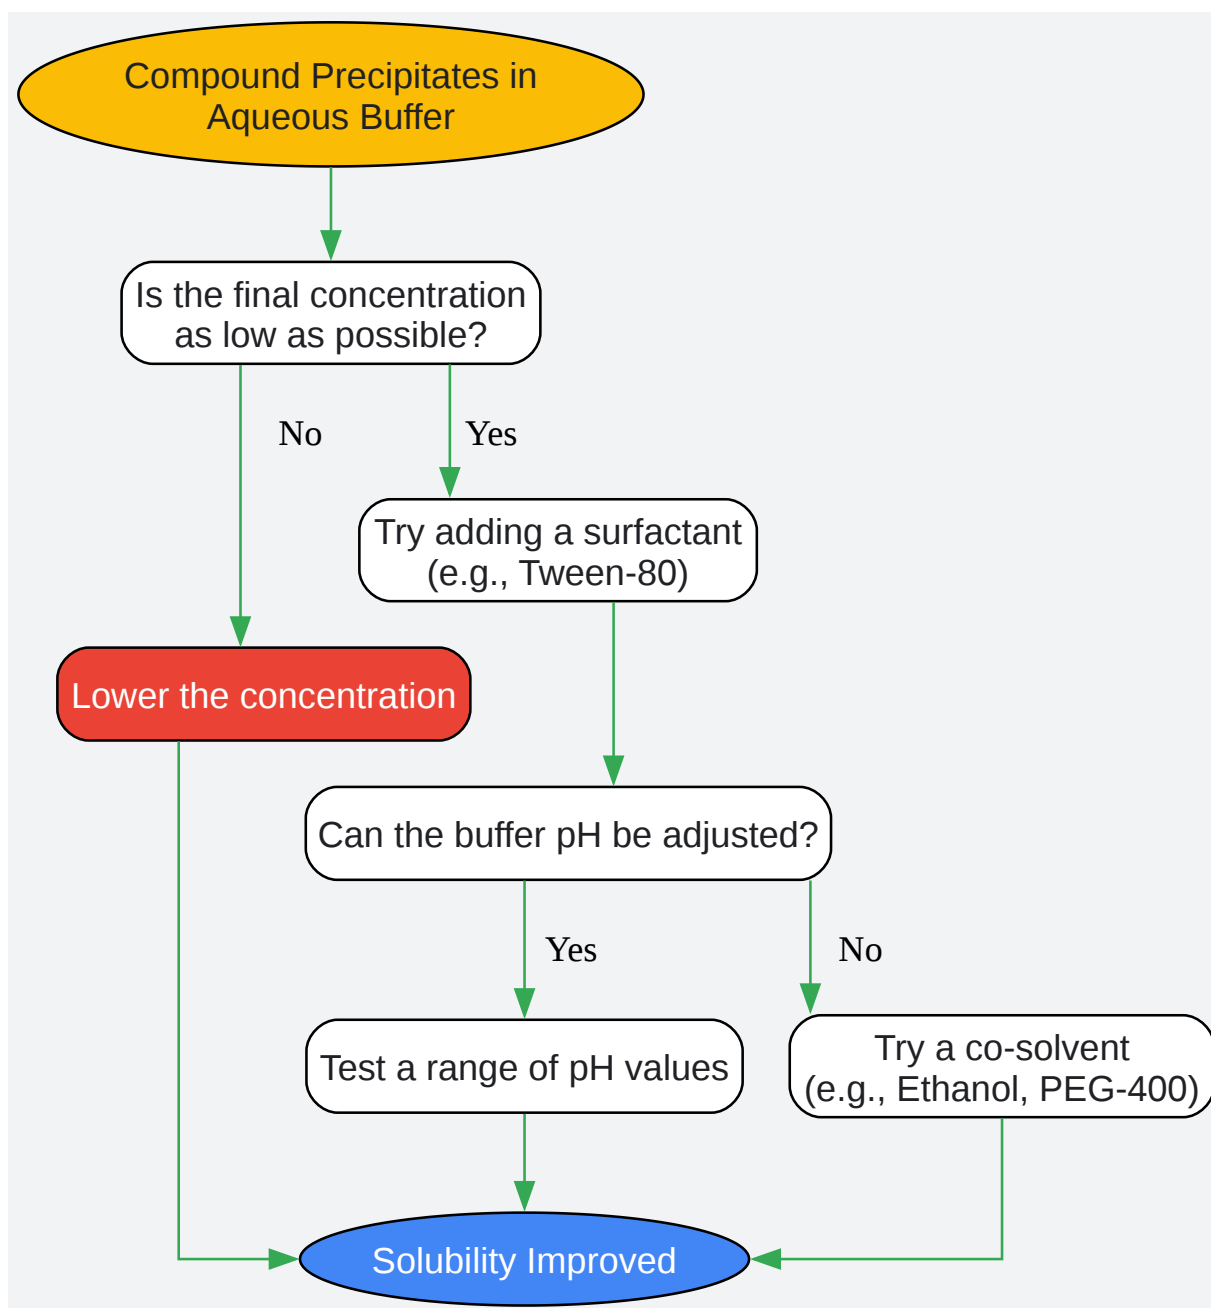 Compound Precipitates in
Aqueous Buffer
Is the final concentration
as low as possible?
No
Yes
Try adding a surfactant
(e.g., Tween-80)
Lower the concentration
Can the buffer pH be adjusted?
Yes
No
Test a range of pH values
Try a co-solvent
(e.g., Ethanol, PEG-400)
Solubility Improved